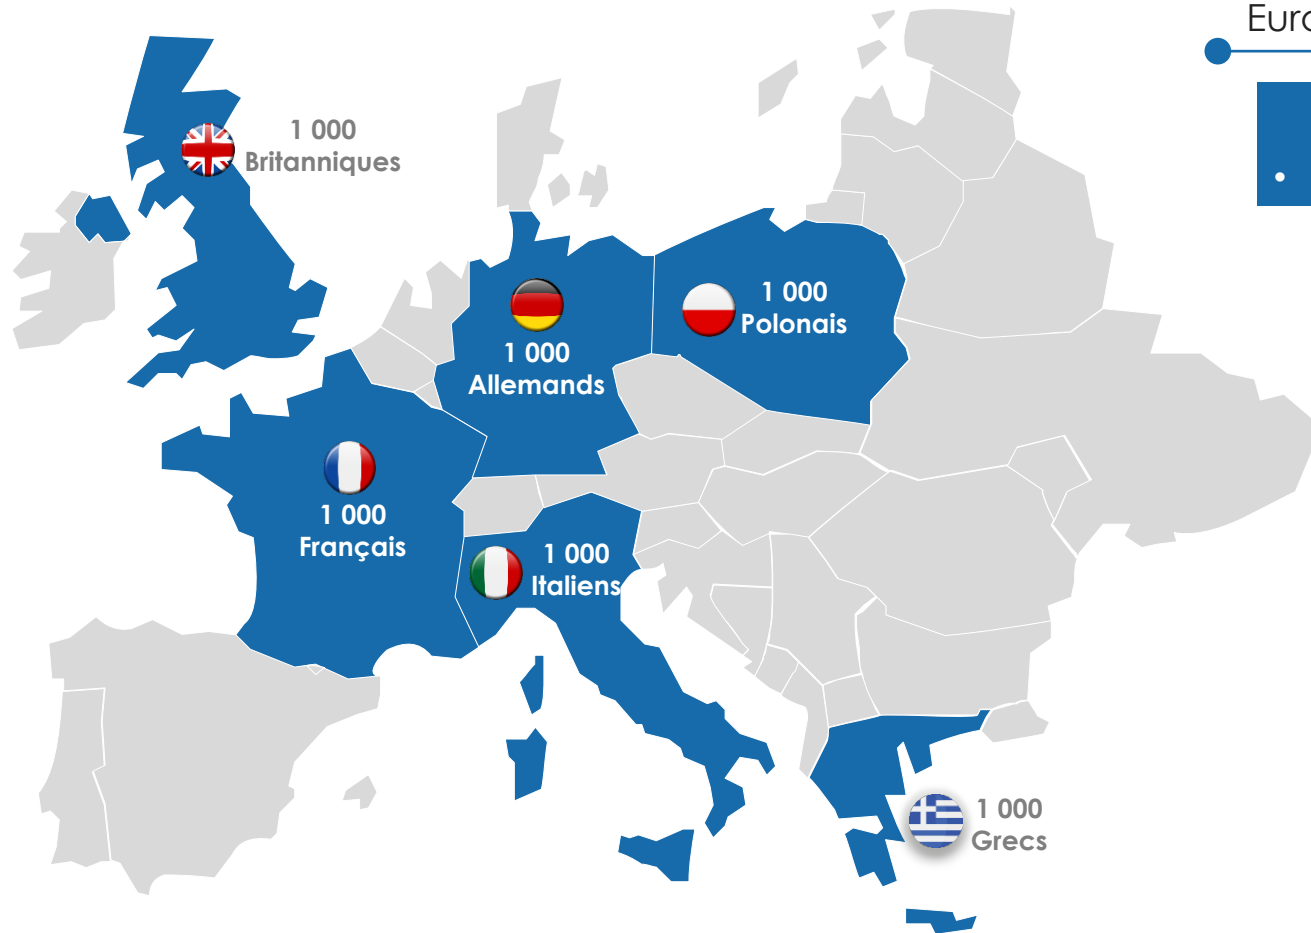 1 000
Britanniques
1 000
Polonais
1 000
Allemands
1 000
Français
1 000
Italiens
1 000
Grecs